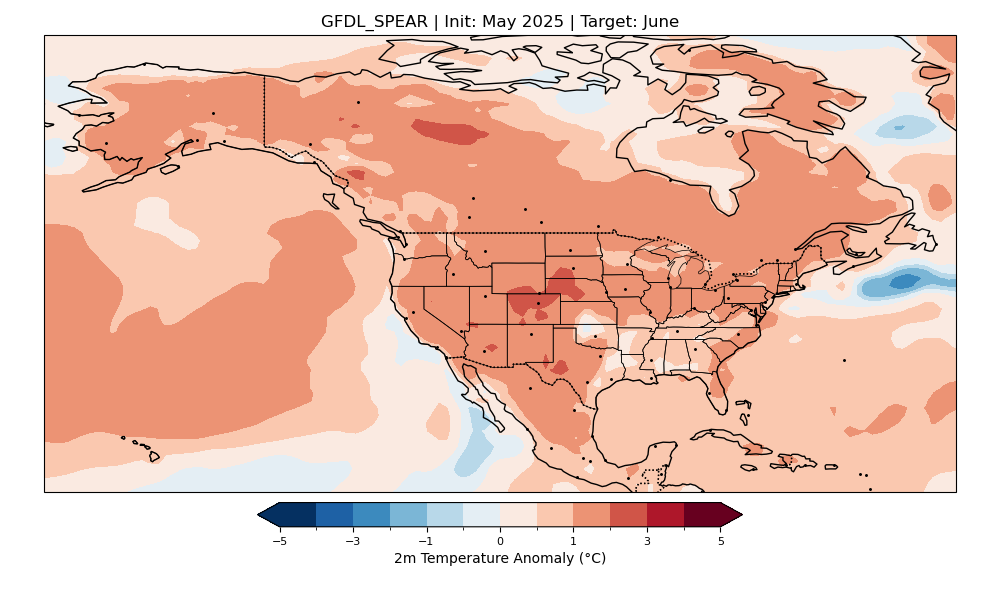 GFDL_SPEAR | Init: May 2025 | Target: June
−5 −3 −1 0 1 3 5
2m Temperature Anomaly (°C)